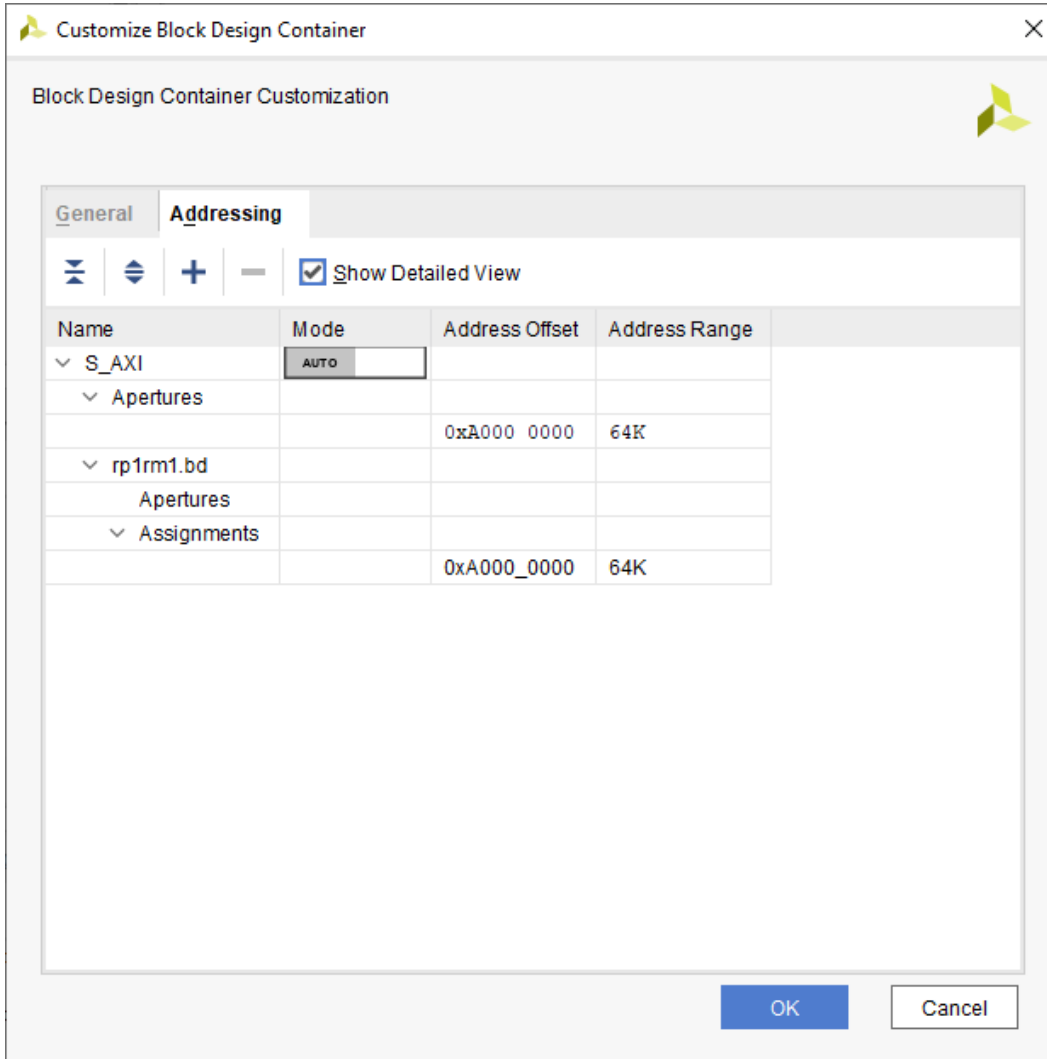 Customize Block Design Container
Block Design Container Customization
General Addressing
Show Detailed View
Name Mode Address Offset Address Range
S_AXI AUTO
Apertures
0xA000 0000 64K
rp1rm1.bd
Apertures
Assignments
0xA000_0000 64K
OK Cancel